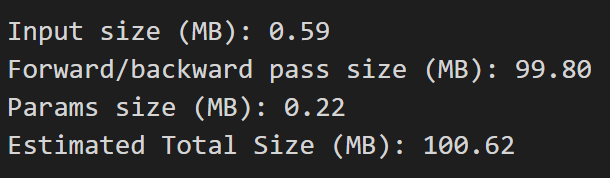 Input size (MB): 0.59
Forward/backward pass size (MB): 99.80
Params size (MB): 0.22
Estimated Total Size (MB): 100.62